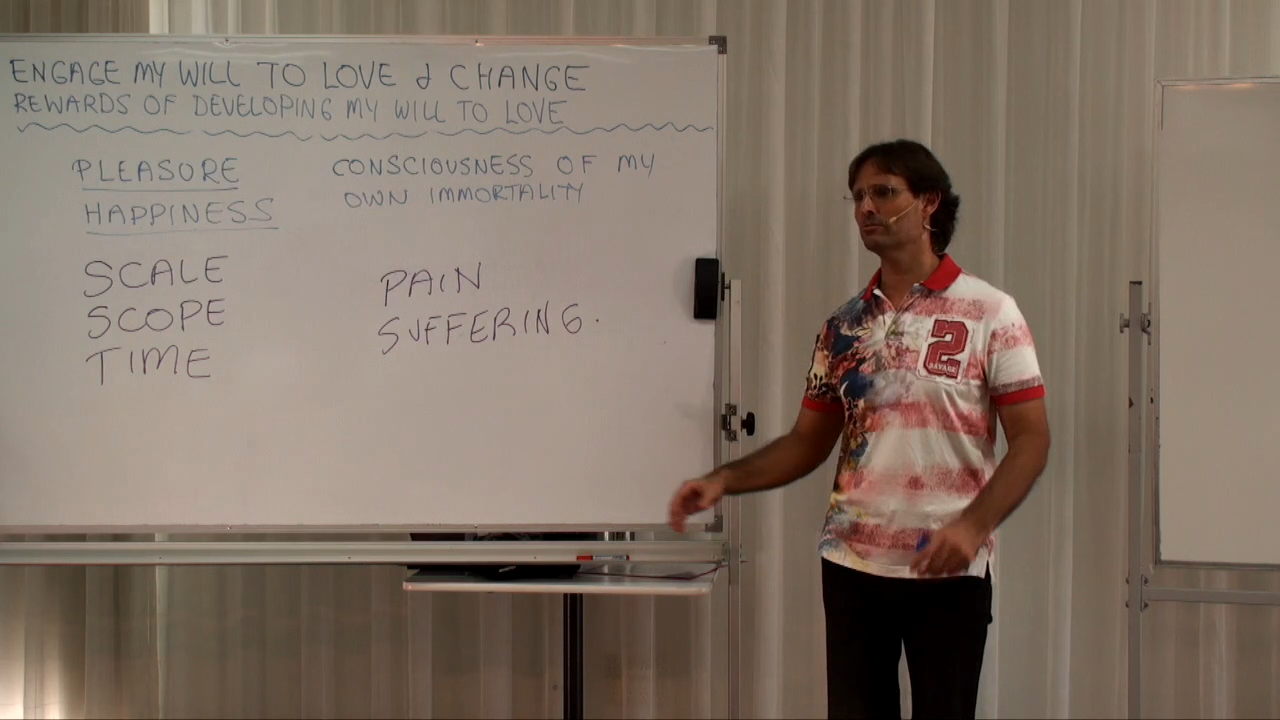 ENGAGE MY WILL TO LOVE & CHANGE
REWARDS OF DEVELOPING MY WILL TO LOVE
PLEASURE
HAPPINESS
CONSCIOUSNESS OF MY
OWN IMMORTALITY
SCALE
SCOPE
TIME
PAIN
SUFFERING.
2
SAVAGE